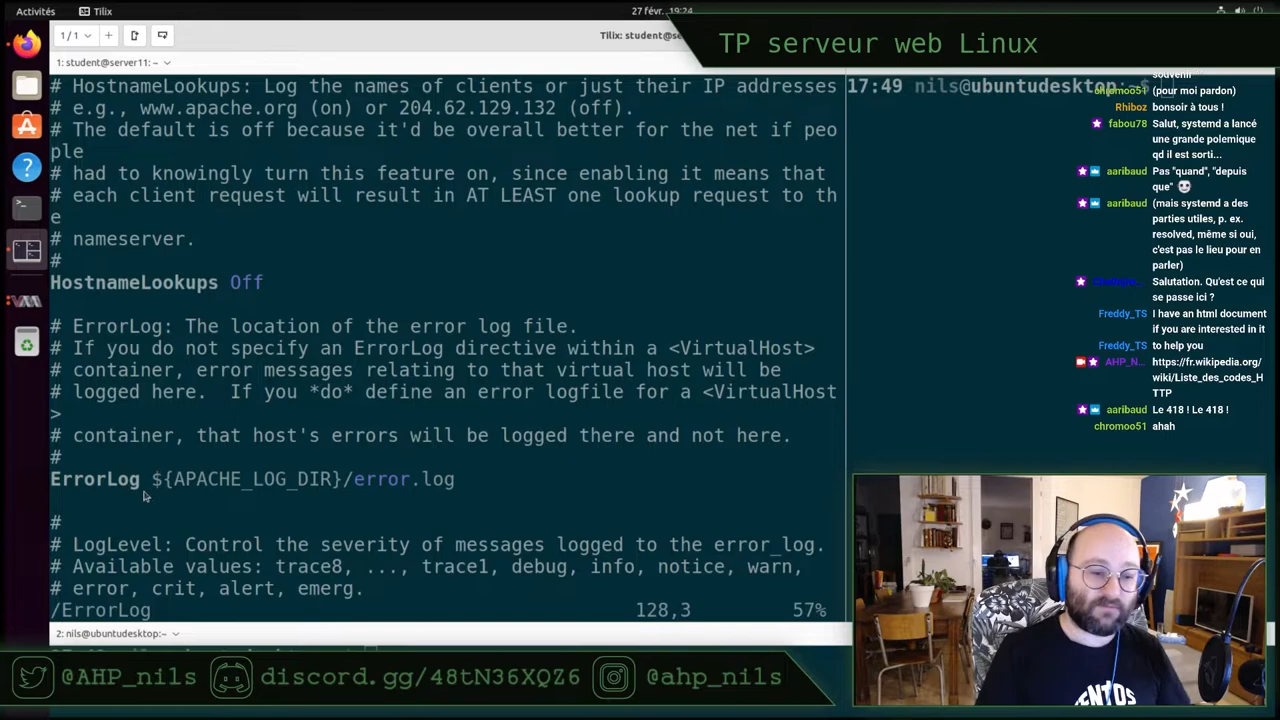 Activités
Tilix
27 févr. 19:24
1 / 1
Tilix: student@se
TP serveur web Linux
1: student@server11: ~
# HostnameLookups: Log the names of clients or just their IP addresses
# e.g., www.apache.org (on) or 204.62.129.132 (off).
# The default is off because it'd be overall better for the net if peo
ple
# had to knowingly turn this feature on, since enabling it means that
# each client request will result in AT LEAST one lookup request to th
e
# nameserver.
#
HostnameLookups Off
# ErrorLog: The location of the error log file.
# If you do not specify an ErrorLog directive within a <VirtualHost>
# container, error messages relating to that virtual host will be
# logged here.  If you *do* define an error logfile for a <VirtualHost
>
# container, that host's errors will be logged there and not here.
#
ErrorLog ${APACHE_LOG_DIR}/error.log
#
# LogLevel: Control the severity of messages logged to the error_log.
# Available values: trace8, ..., trace1, debug, info, notice, warn,
# error, crit, alert, emerg.
/ErrorLog 128,3 57%
2: nils@ubuntudesktop:~
17:49 nils@ubuntudesktop:~$
souvenir
chromoo51 (pour moi pardon)
Rhiboz bonsoir à tous !
fabou78 Salut, systemd a lancé
une grande polemique
qd il est sorti...
aaribaud Pas "quand", "depuis
que"
aaribaud (mais systemd a des
parties utiles, p. ex.
resolved, même si oui,
c'est pas le lieu pour en
parler)
Salutation. Qu'est ce qui
se passe ici ?
Freddy_TS I have an html document
if you are interested in it
Freddy_TS to help you
AHP_N... https://fr.wikipedia.org/
wiki/Liste_des_codes_H
TTP
aaribaud Le 418 ! Le 418 !
chromoo51 ahah
@AHP_nils
discord.gg/48tN36XQZ6
@ahp_nils